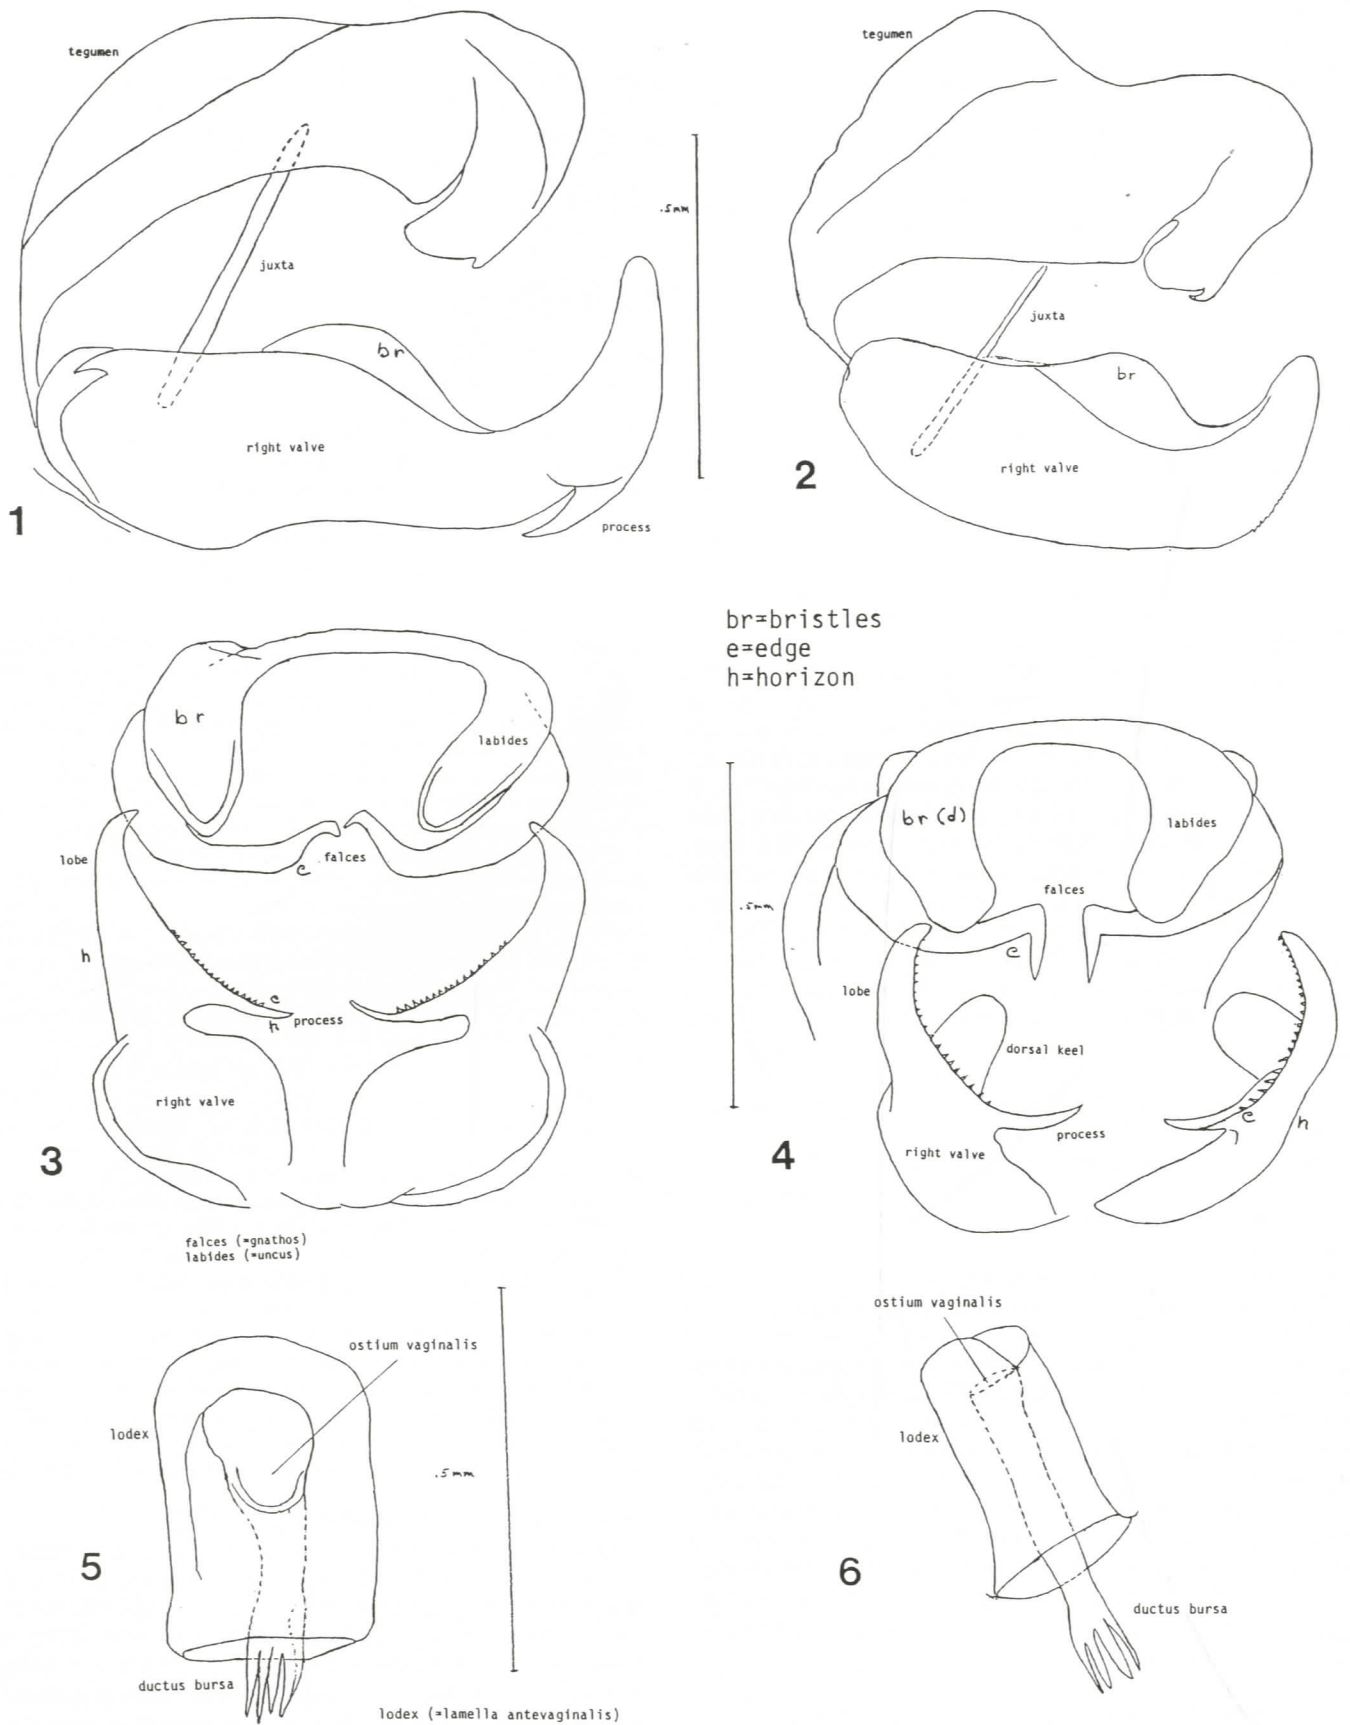 tegumen
.5mm
juxta
br
right valve
process
1
tegumen
juxta
br
right valve
2
br=bristles
e=edge
h=horizon
br
labides
lobe
falces
e
h
e
h
process
right valve
3
falces (=gnathos)
labides (=uncus)
.5mm
br (d)
labides
falces
e
lobe
dorsal keel
process
e
h
right valve
4
ostium vaginalis
lodex
.5mm
5
ductus bursa
lodex (=lamella antevaginalis)
ostium vaginalis
lodex
6
ductus bursa